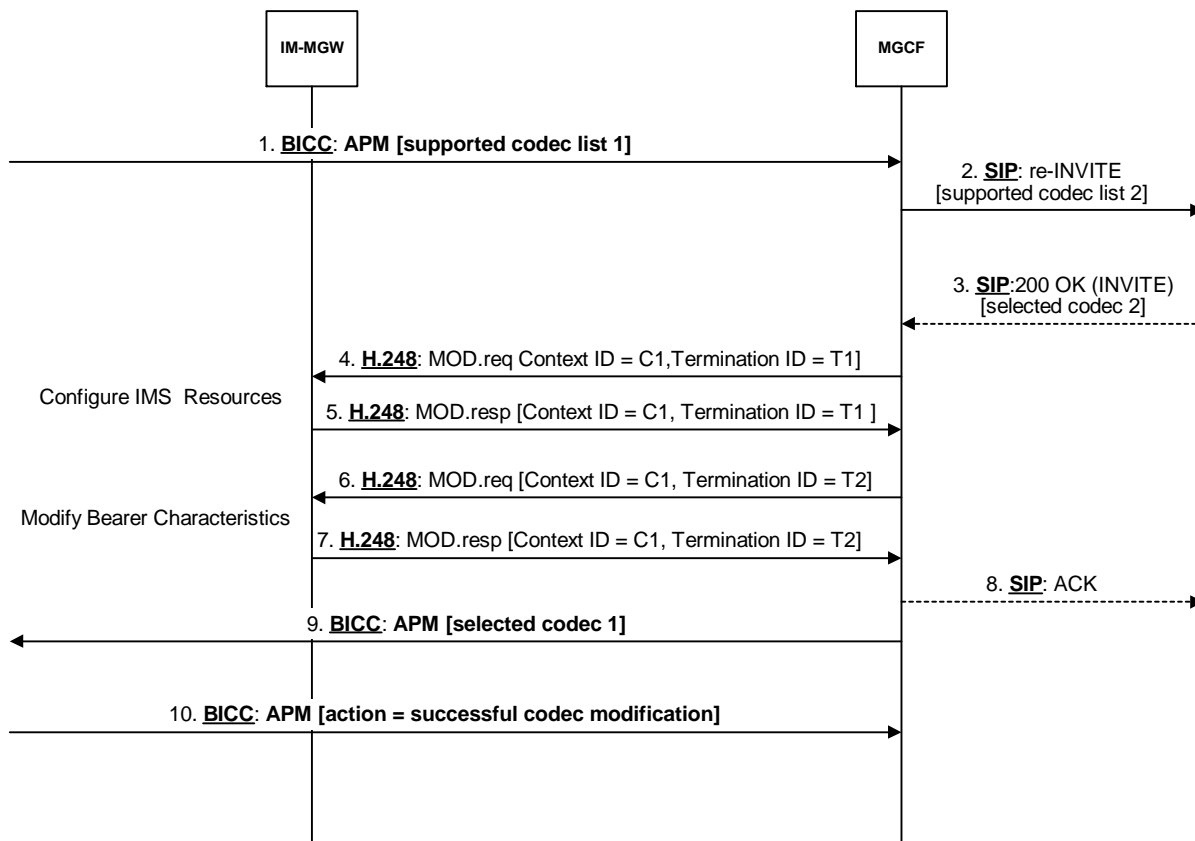 IM-MGW
MGCF
1. BICC: APM [supported codec list 1]
2. SIP: re-INVITE
[supported codec list 2]
3. SIP:200 OK (INVITE)
[selected codec 2]
4. H.248: MOD.req Context ID = C1,Termination ID = T1]
Configure IMS  Resources
5. H.248: MOD.resp [Context ID = C1, Termination ID = T1 ]
6. H.248: MOD.req [Context ID = C1, Termination ID = T2]
Modify Bearer Characteristics
7. H.248: MOD.resp [Context ID = C1, Termination ID = T2]
8. SIP: ACK
9. BICC: APM [selected codec 1]
10. BICC: APM [action = successful codec modification]